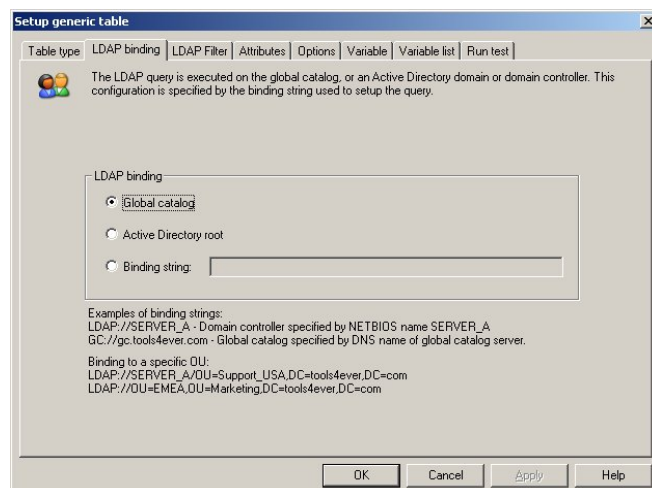 Setup generic table
Table type LDAP binding LDAP Filter Attributes Options Variable Variable list Run test
The LDAP query is executed on the global catalog, or an Active Directory domain or domain controller. This
configuration is specified by the binding string used to setup the query.
LDAP binding
Global catalog
Active Directory root
Binding string:
Examples of binding strings:
LDAP://SERVER_A - Domain controller specified by NETBIOS name SERVER_A
GC://gc.tools4ever.com - Global catalog specified by DNS name of global catalog server.
Binding to a specific OU:
LDAP://SERVER_A/OU=Support_USA,DC=tools4ever,DC=com
LDAP://OU=EMEA,OU=Marketing,DC=tools4ever,DC=com
OK Cancel Apply Help